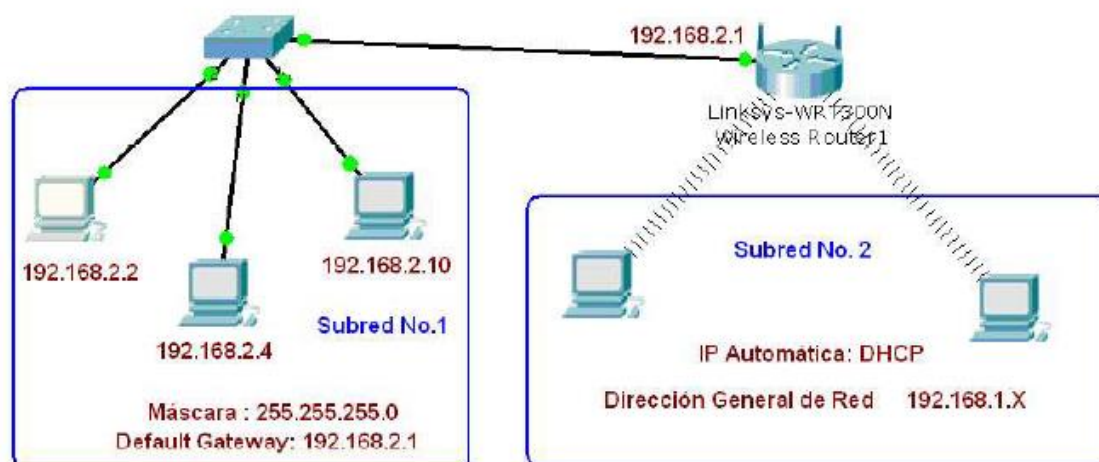 192.168.2.1
Linksys-WRT300N
Wireless Router1
192.168.2.2
192.168.2.4
192.168.2.10
Subred No.1
Máscara : 255.255.255.0
Default Gateway: 192.168.2.1
Subred No. 2
IP Automática: DHCP
Dirección General de Red 192.168.1.X